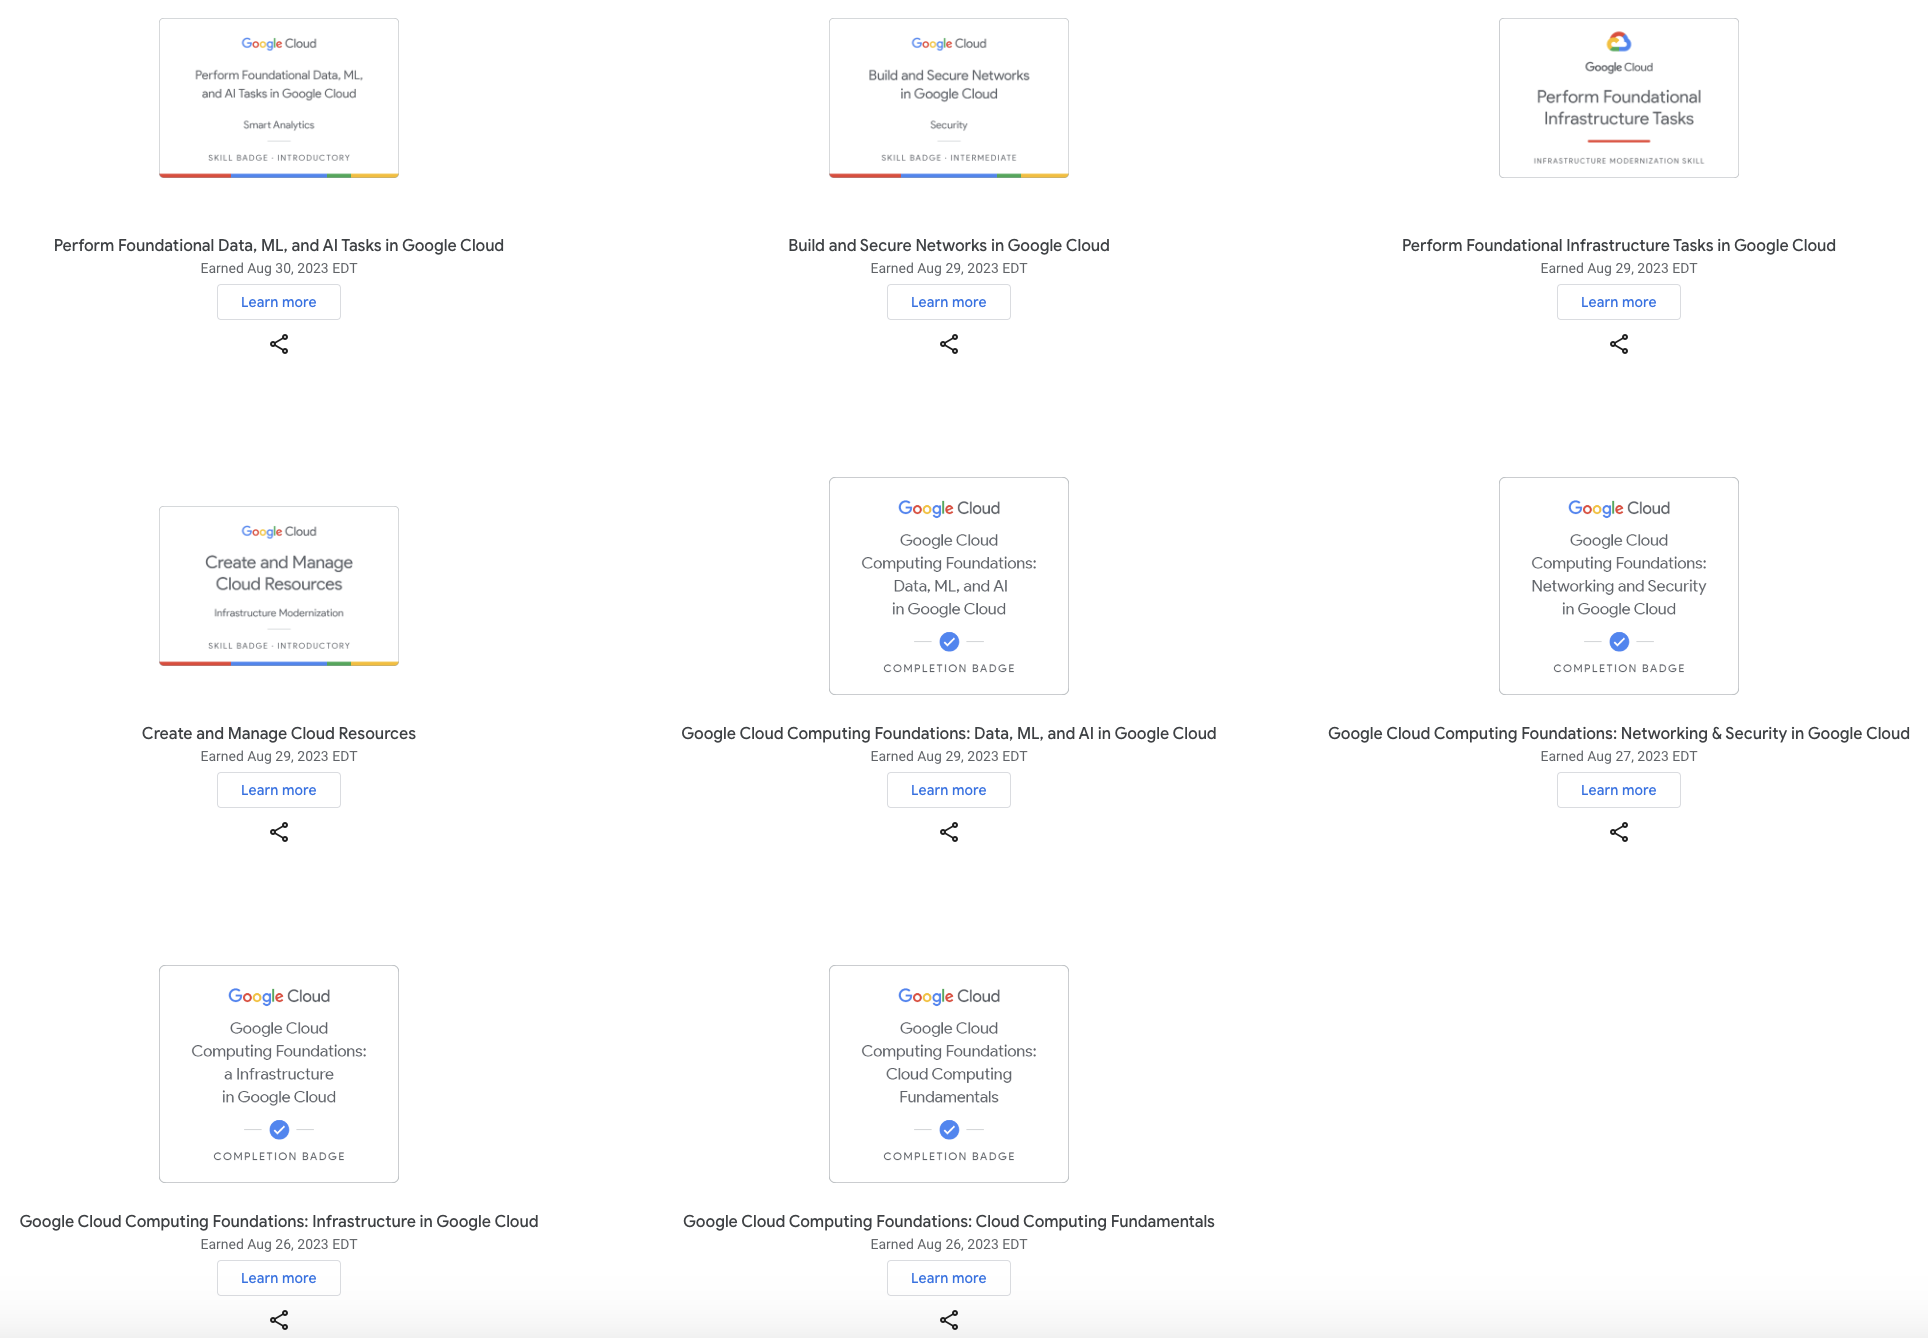 Google Cloud
Perform Foundational Data, ML,
and AI Tasks in Google Cloud
Smart Analytics
SKILL BADGE · INTRODUCTORY
Perform Foundational Data, ML, and AI Tasks in Google Cloud
Earned Aug 30, 2023 EDT
Learn more
Google Cloud
Build and Secure Networks
in Google Cloud
Security
SKILL BADGE · INTERMEDIATE
Build and Secure Networks in Google Cloud
Earned Aug 29, 2023 EDT
Learn more
Google Cloud
Perform Foundational
Infrastructure Tasks
INFRASTRUCTURE MODERNIZATION SKILL
Perform Foundational Infrastructure Tasks in Google Cloud
Earned Aug 29, 2023 EDT
Learn more
Google Cloud
Create and Manage
Cloud Resources
Infrastructure Modernization
SKILL BADGE · INTRODUCTORY
Create and Manage Cloud Resources
Earned Aug 29, 2023 EDT
Learn more
Google Cloud
Google Cloud
Computing Foundations:
Data, ML, and AI
in Google Cloud
COMPLETION BADGE
Google Cloud Computing Foundations: Data, ML, and AI in Google Cloud
Earned Aug 29, 2023 EDT
Learn more
Google Cloud
Google Cloud
Computing Foundations:
Networking and Security
in Google Cloud
COMPLETION BADGE
Google Cloud Computing Foundations: Networking & Security in Google Cloud
Earned Aug 27, 2023 EDT
Learn more
Google Cloud
Google Cloud
Computing Foundations:
a Infrastructure
in Google Cloud
COMPLETION BADGE
Google Cloud Computing Foundations: Infrastructure in Google Cloud
Earned Aug 26, 2023 EDT
Learn more
Google Cloud
Google Cloud
Computing Foundations:
Cloud Computing
Fundamentals
COMPLETION BADGE
Google Cloud Computing Foundations: Cloud Computing Fundamentals
Earned Aug 26, 2023 EDT
Learn more